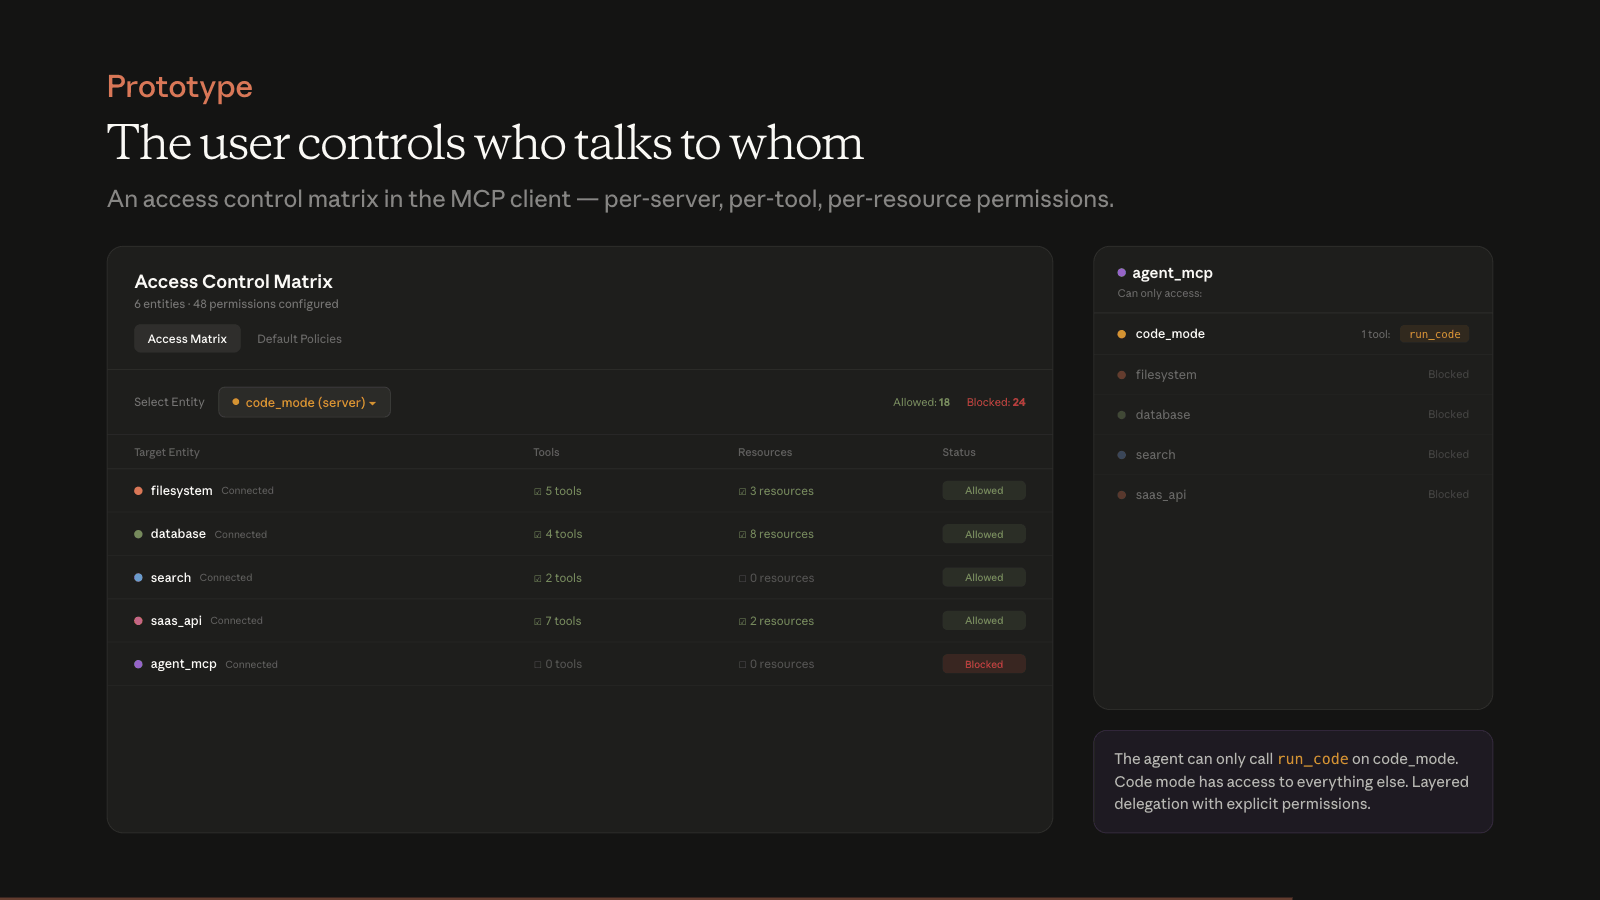 Prototype
The user controls who talks to whom
An access control matrix in the MCP client — per-server, per-tool, per-resource permissions.
Access Control Matrix
6 entities · 48 permissions configured
Access Matrix Default Policies
Select Entity code_mode (server) Allowed: 18 Blocked: 24
Target Entity Tools Resources Status
filesystem Connected ☑ 5 tools ☑ 3 resources Allowed
database Connected ☑ 4 tools ☑ 8 resources Allowed
search Connected ☑ 2 tools ☐ 0 resources Allowed
saas_api Connected ☑ 7 tools ☑ 2 resources Allowed
agent_mcp Connected ☐ 0 tools ☐ 0 resources Blocked
agent_mcp
Can only access:
code_mode 1 tool: run_code
filesystem Blocked
database Blocked
search Blocked
saas_api Blocked
The agent can only call run_code on code_mode.
Code mode has access to everything else. Layered
delegation with explicit permissions.